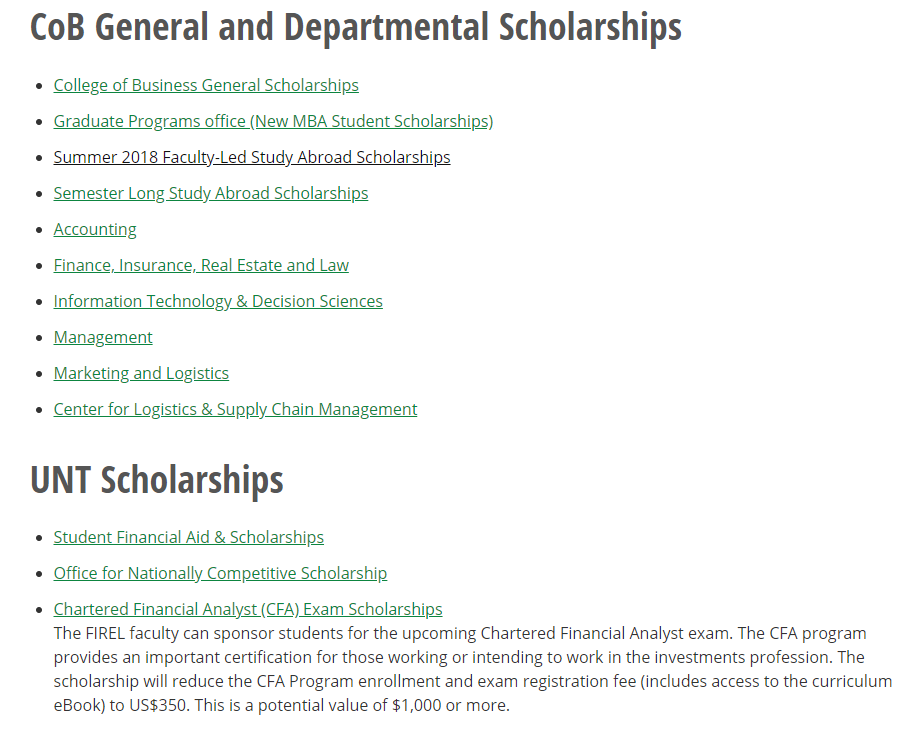 CoB General and Departmental Scholarships
College of Business General Scholarships
Graduate Programs office (New MBA Student Scholarships)
Summer 2018 Faculty-Led Study Abroad Scholarships
Semester Long Study Abroad Scholarships
Accounting
Finance, Insurance, Real Estate and Law
Information Technology & Decision Sciences
Management
Marketing and Logistics
Center for Logistics & Supply Chain Management
UNT Scholarships
Student Financial Aid & Scholarships
Office for Nationally Competitive Scholarship
Chartered Financial Analyst (CFA) Exam Scholarships
The FIREL faculty can sponsor students for the upcoming Chartered Financial Analyst exam. The CFA program
provides an important certification for those working or intending to work in the investments profession. The
scholarship will reduce the CFA Program enrollment and exam registration fee (includes access to the curriculum
eBook) to US$350. This is a potential value of $1,000 or more.